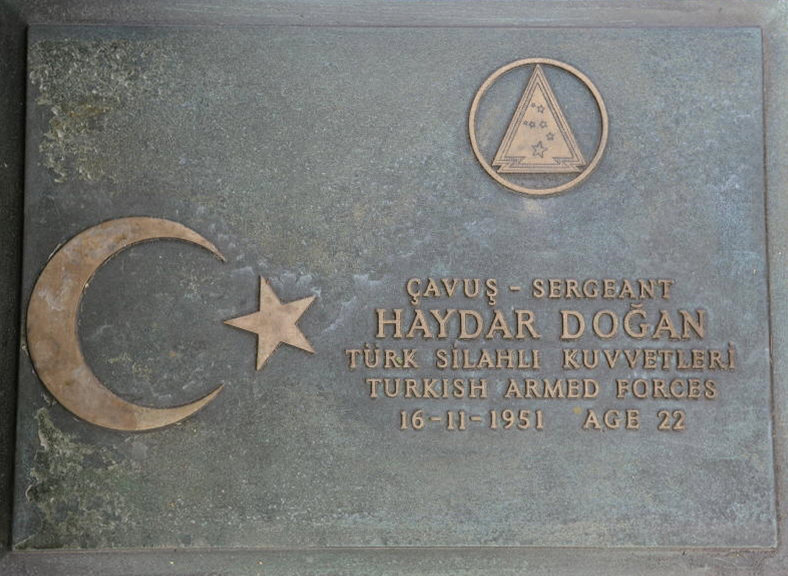 ÇAVUŞ - SERGEANT
HAYDAR DOĞAN
TÜRK SİLAHLI KUVVETLERİ
TURKISH ARMED FORCES
16-11-1951 AGE 22